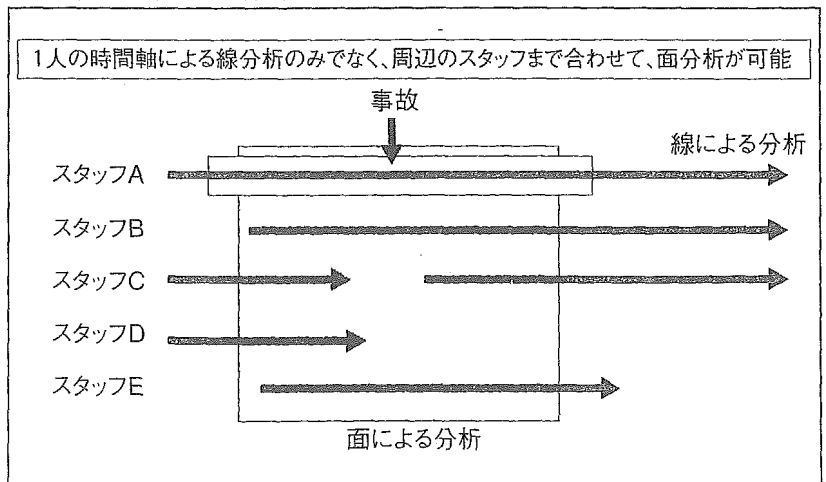 1人の時間軸による線分析のみでなく、周辺のスタッフまで合わせて、面分析が可能
事故
線による分析
スタッフA
スタッフB
スタッフC
スタッフD
スタッフE
面による分析